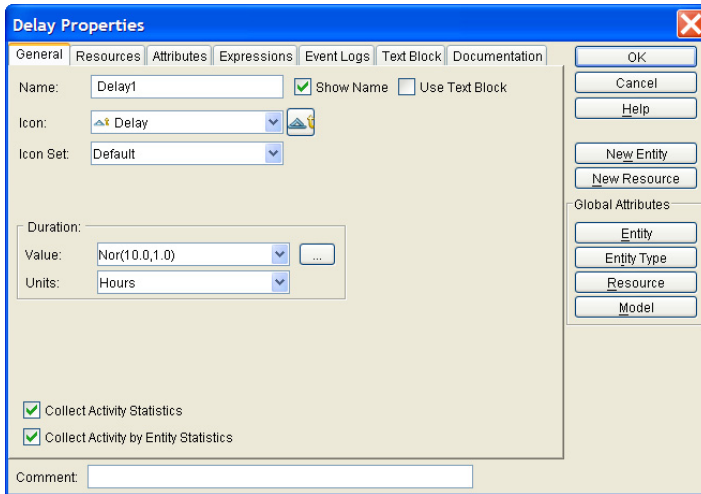 Delay Properties
General Resources Attributes Expressions Event Logs Text Block Documentation
OK
Name: Delay1 Show Name Use Text Block
Cancel
Help
Icon: Delay
Icon Set: Default
New Entity
New Resource
Global Attributes
Duration:
Entity
Value: Nor(10.0,1.0) ...
Entity Type
Units: Hours
Resource
Model
Collect Activity Statistics
Collect Activity by Entity Statistics
Comment: